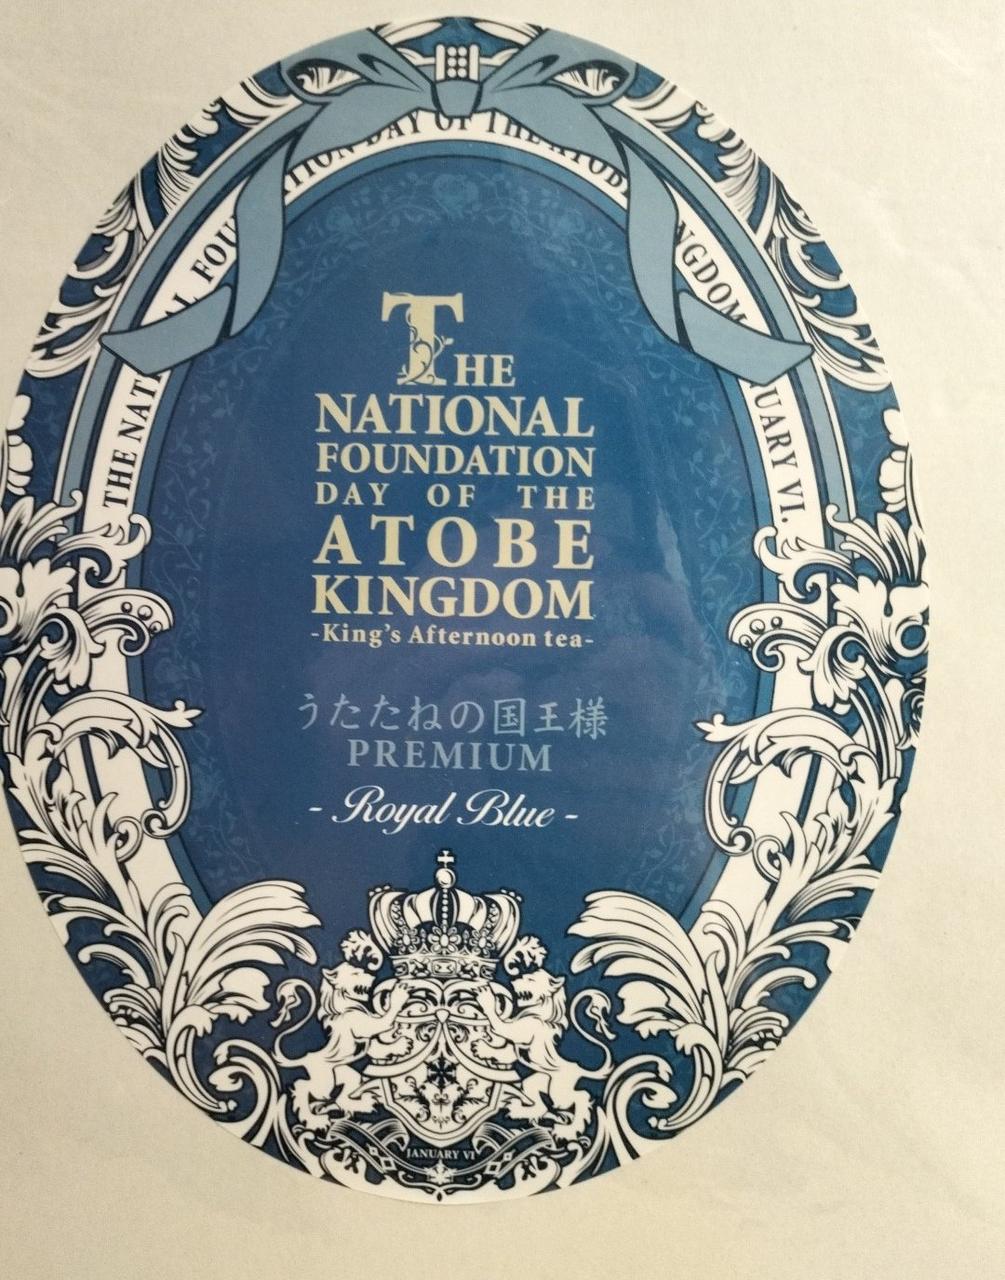 THE NATIONAL FOUNDATION DAY OF THE ATOBE KINGDOM UARY VI.
THE
NATIONAL
FOUNDATION
DAY OF THE
ATOBE
KINGDOM
-King's Afternoon tea-
うたたねの国王様
PREMIUM
- Royal Blue -
JANUARY VI